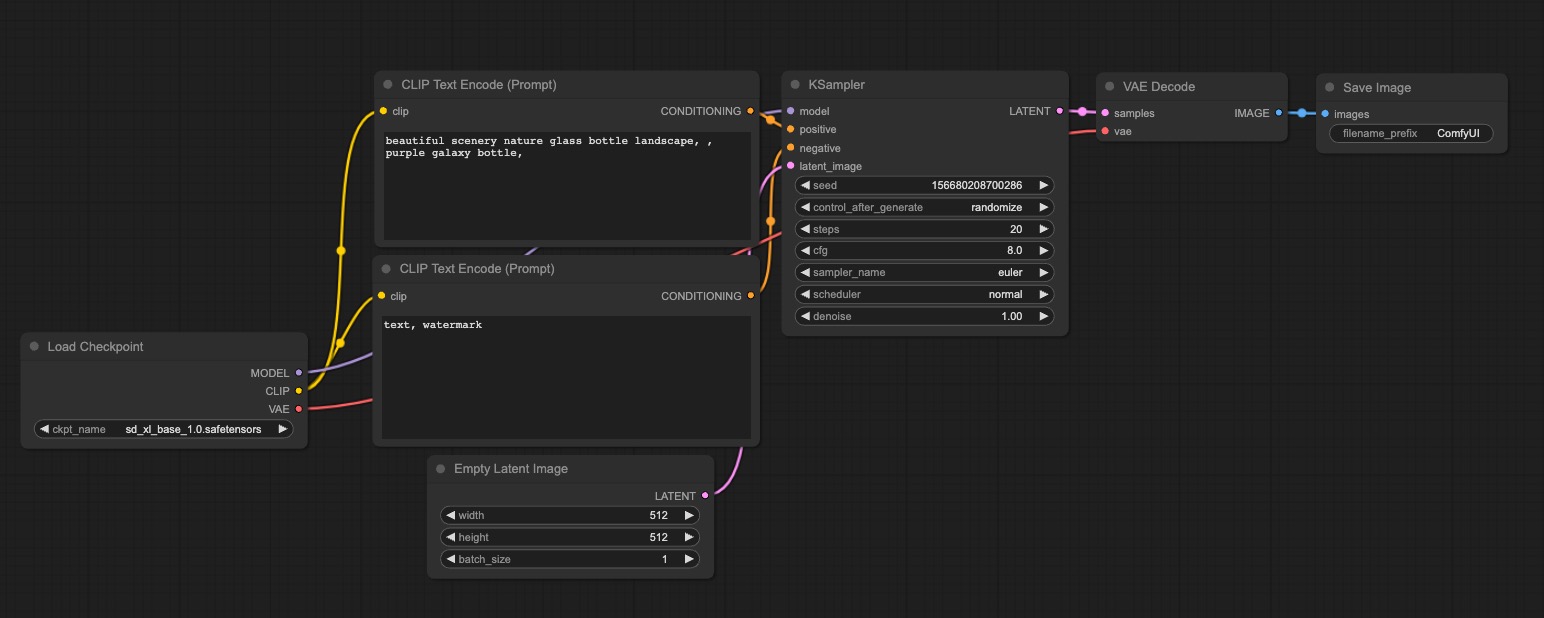 CLIP Text Encode (Prompt)
clip
CONDITIONING
beautiful scenery nature glass bottle landscape, ,
purple galaxy bottle,
CLIP Text Encode (Prompt)
clip
CONDITIONING
text, watermark
Load Checkpoint
MODEL
CLIP
VAE
ckpt_name sd_xl_base_1.0.safetensors
Empty Latent Image
LATENT
width 512
height 512
batch_size 1
KSampler
model
LATENT
positive
negative
latent_image
seed 156680208700286
control_after_generate randomize
steps 20
cfg 8.0
sampler_name euler
scheduler normal
denoise 1.00
VAE Decode
samples
IMAGE
vae
Save Image
images
filename_prefix ComfyUI